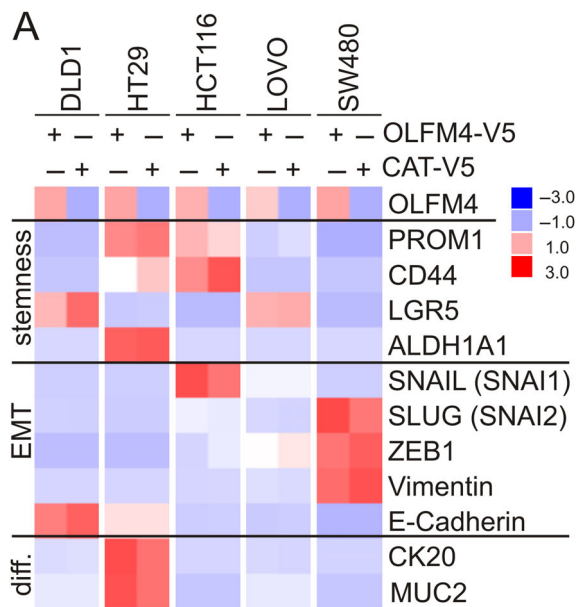 A
DLD1
HT29
HCT116
LOVO
SW480
+ − + − + − + − + − OLFM4-V5
− + − + − + − + − + CAT-V5
OLFM4
−3.0
−1.0
1.0
3.0
stemness
PROM1
CD44
LGR5
ALDH1A1
EMT
SNAIL (SNAI1)
SLUG (SNAI2)
ZEB1
Vimentin
E-Cadherin
diff.
CK20
MUC2